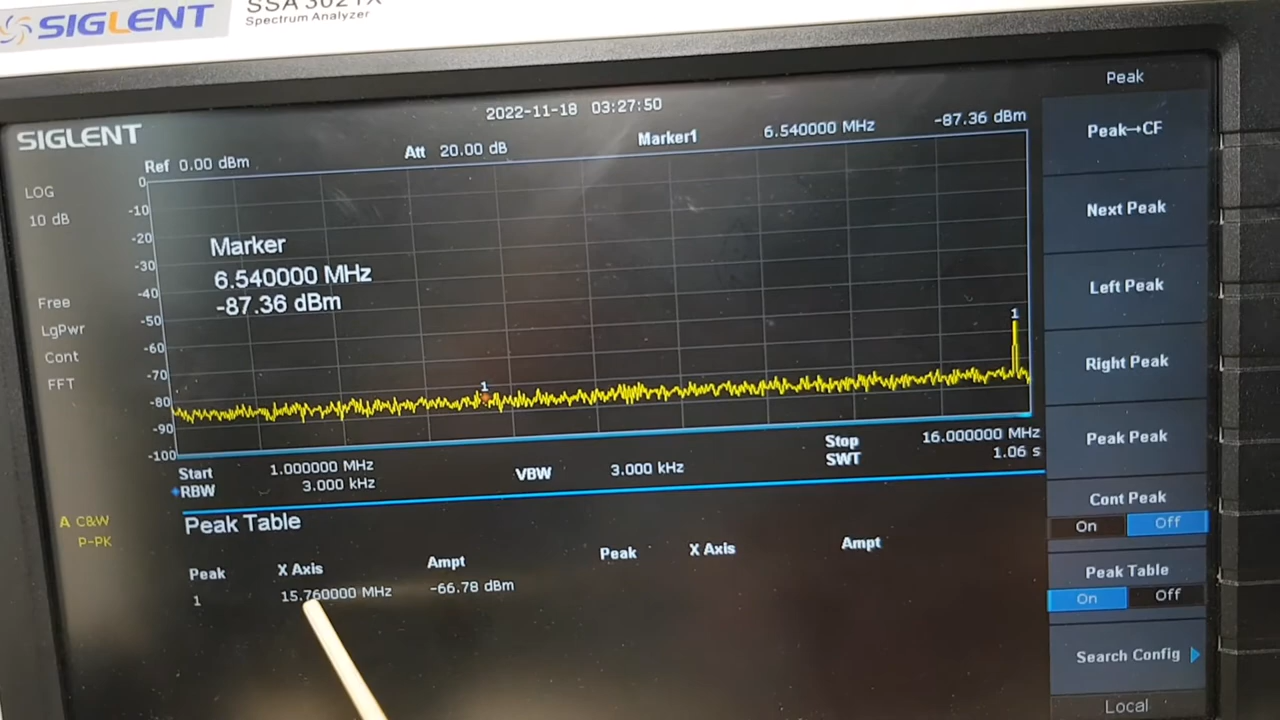 SIGLENT
Spectrum Analyzer
SIGLENT
2022-11-18 03:27:50
Peak
Ref 0.00 dBm
Att 20.00 dB
Marker1
6.540000 MHz
-87.36 dBm
LOG
10 dB
0
-10
-20
-30
-40
-50
-60
-70
-80
-90
-100
Marker
6.540000 MHz
-87.36 dBm
Free
LgPwr
Cont
FFT
1
1
Start
1.000000 MHz
RBW
3.000 kHz
VBW
3.000 kHz
Stop
16.000000 MHz
SWT
1.06 s
A C&W
P-PK
Peak Table
Peak
X Axis
Ampt
Peak
X Axis
Ampt
1
15.760000 MHz
-66.78 dBm
Peak→CF
Next Peak
Left Peak
Right Peak
Peak Peak
Cont Peak
On
Off
Peak Table
On
Off
Search Config
Local